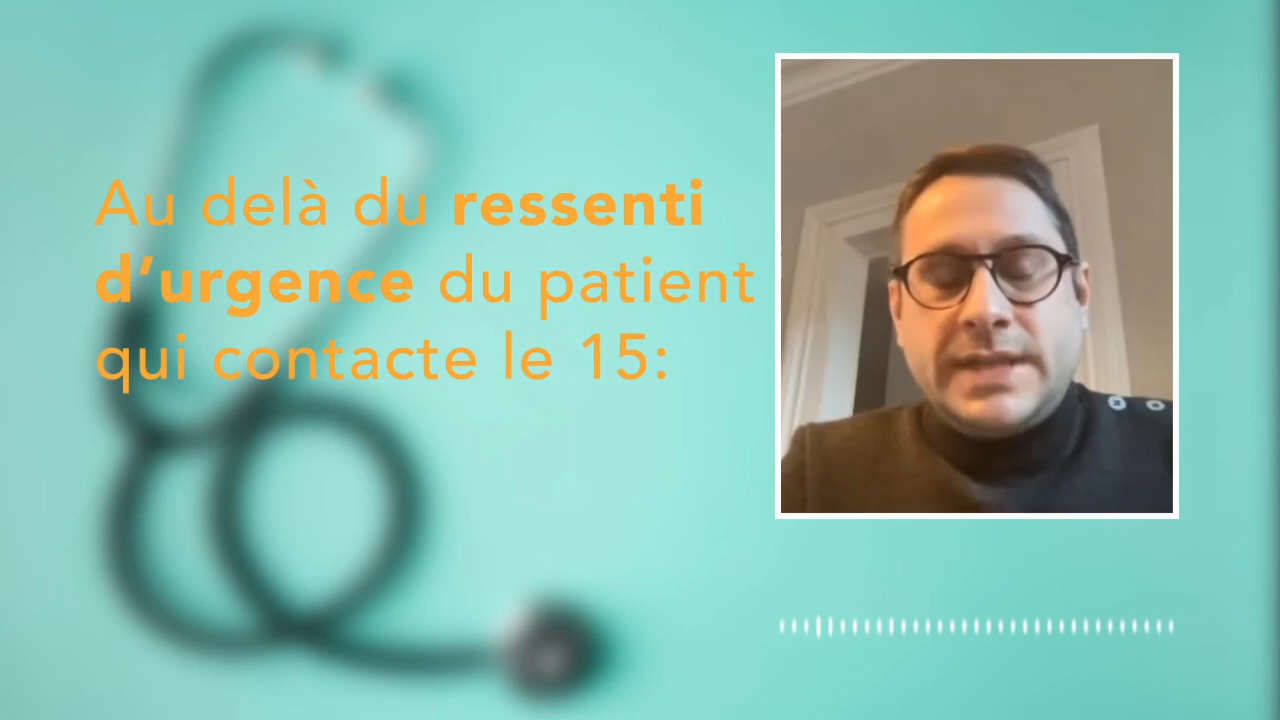 Au delà du ressenti
d’urgence du patient
qui contacte le 15: